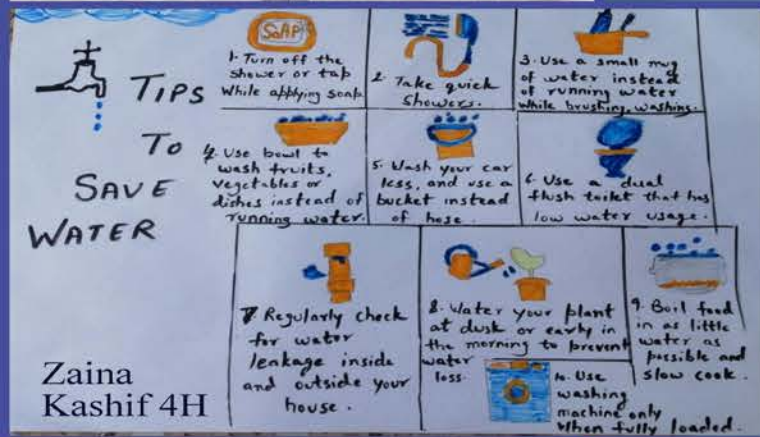 TIPS
TO
SAVE
WATER
SOAP
1. Turn off the
shower or tap
while applying soap.
2. Take quick
showers.
3. Use a small mug
of water instead
of running water
while brushing, washing.
4. Use bowl to
wash fruits,
vegetables or
dishes instead of
running water.
5. Wash your car
less, and use a
bucket instead
of hose.
6. Use a dual
flush toilet that has
low water usage.
7. Regularly check
for water
leakage inside
and outside your
house.
8. Water your plant
at dusk or early in
the morning to prevent
water
loss.
9. Boil food
in as little
water as
possible and
slow cook.
10. Use
washing
machine only
when fully loaded.
Zaina
Kashif 4H